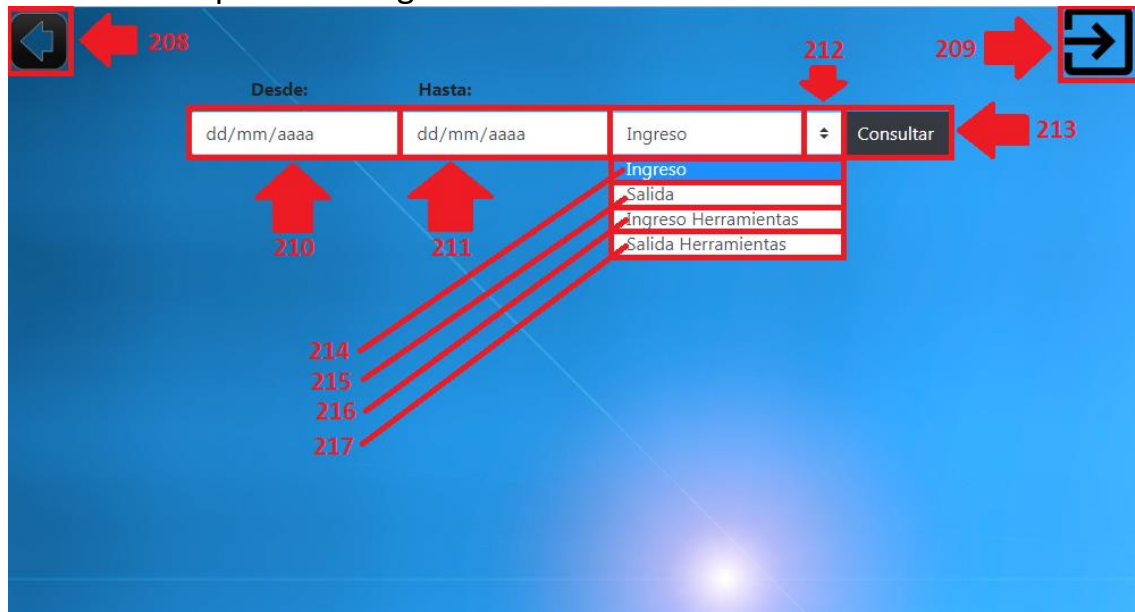 208
212
209
Desde: Hasta:
dd/mm/aaaa dd/mm/aaaa Ingreso Consultar 213
Ingreso
Salida
Ingreso Herramientas
Salida Herramientas
210 211
214
215
216
217